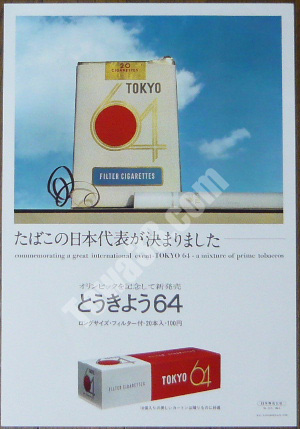 20
CIGARETTES
TOKYO
64
FILTER CIGARETTES
たばこの日本代表が決まりました
commemorating a great international event-TOKYO 64-a mixture of prime tobaccos
オリンピックを記念して新発売
とうきよう64
ロングサイズ・フィルター付・20本入・100円
FILTER CIGARETTES
TOKYO 64